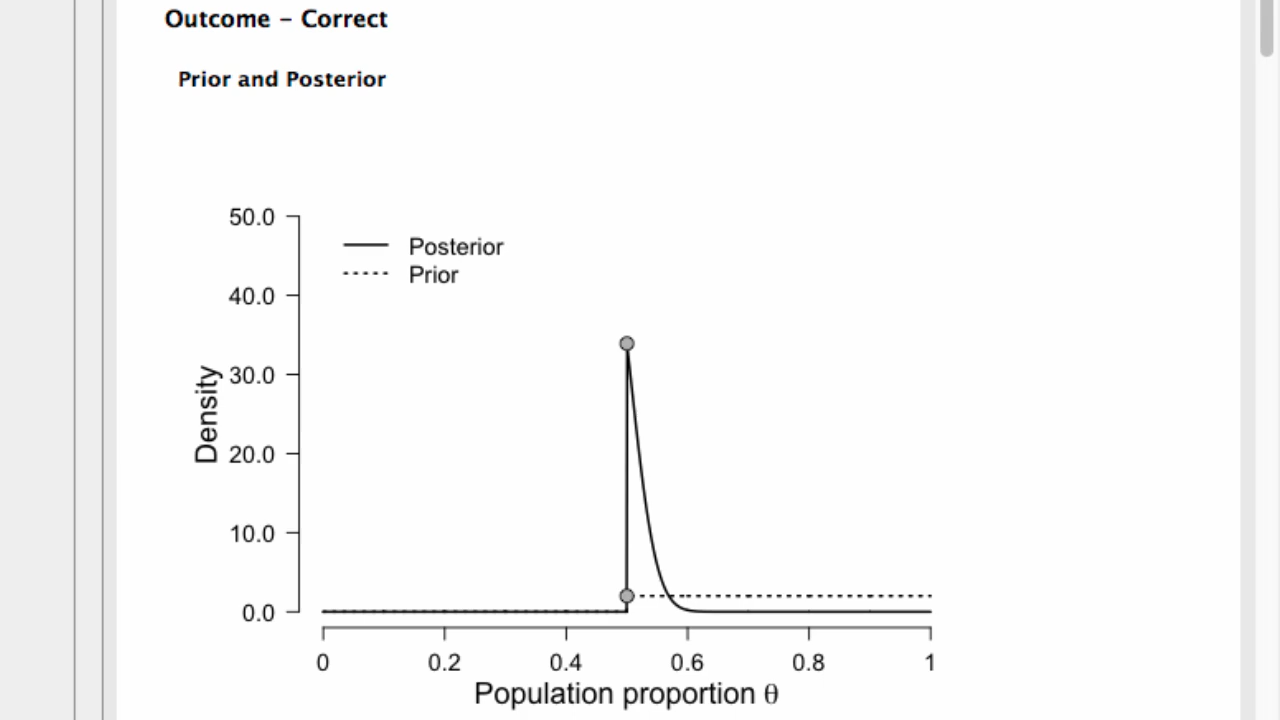 Outcome – Correct
Prior and Posterior
50.0
40.0
30.0
20.0
10.0
0.0
Density
Posterior
Prior
0 0.2 0.4 0.6 0.8 1
Population proportion θ